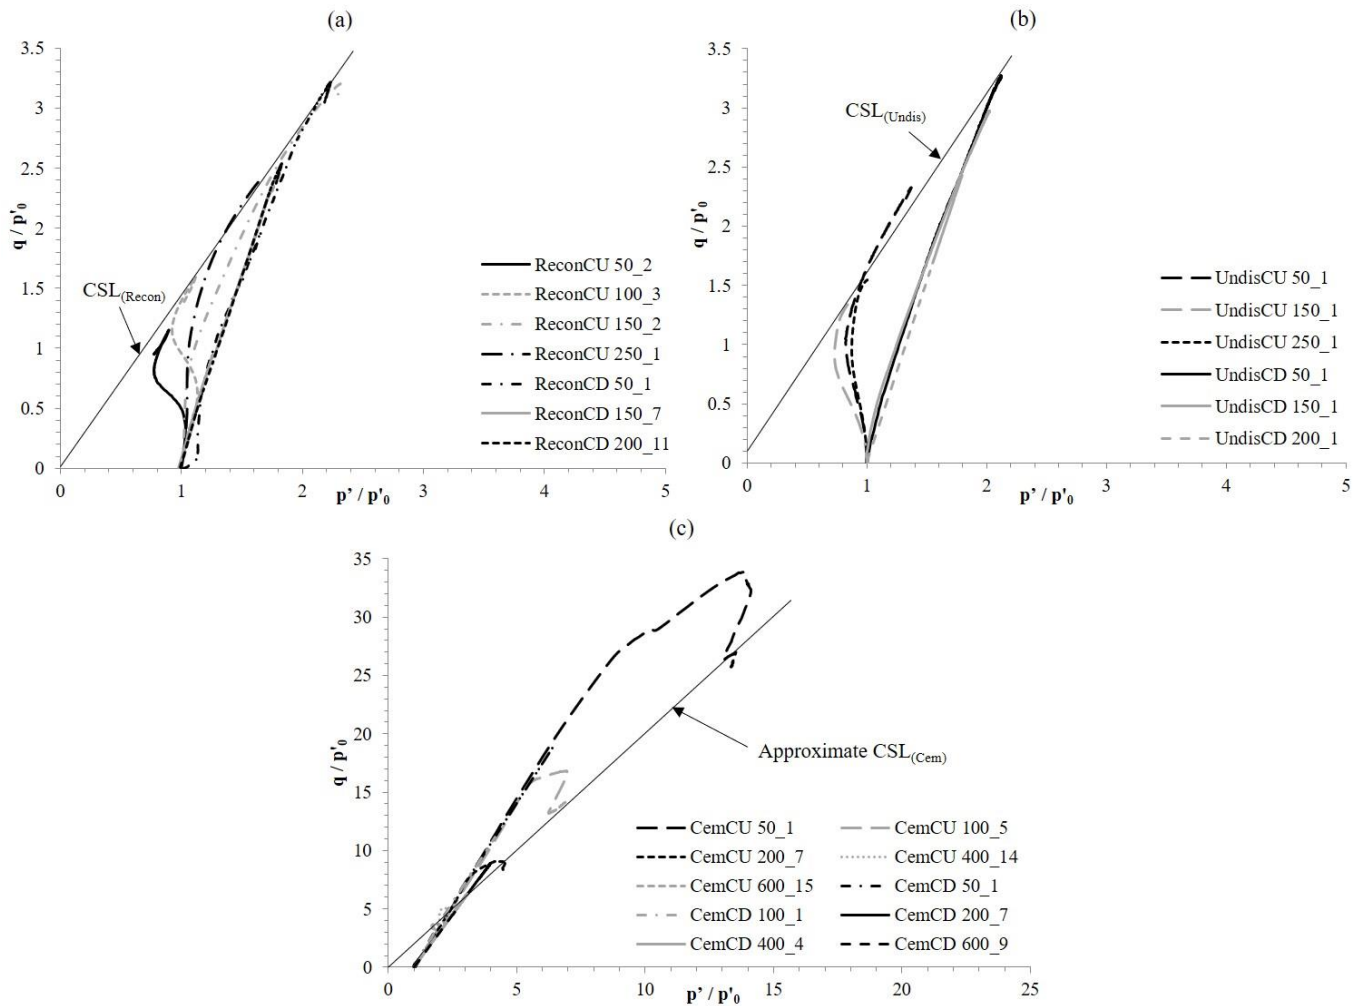 (a)
3.5
3
2.5
2
1.5
1
0.5
0
q / p'₀
CSL(Recon)
ReconCU 50_2
ReconCU 100_3
ReconCU 150_2
ReconCU 250_1
ReconCD 50_1
ReconCD 150_7
ReconCD 200_11
0 1 2 3 4 5
p’ / p'₀
(b)
3.5
3
2.5
2
1.5
1
0.5
0
q / p'₀
CSL(Undis)
UndisCU 50_1
UndisCU 150_1
UndisCU 250_1
UndisCD 50_1
UndisCD 150_1
UndisCD 200_1
0 1 2 3 4 5
p’ / p'₀
(c)
35
30
25
20
15
10
5
0
q / p'₀
Approximate CSL(Cem)
CemCU 50_1 CemCU 100_5
CemCU 200_7 CemCU 400_14
CemCU 600_15 CemCD 50_1
CemCD 100_1 CemCD 200_7
CemCD 400_4 CemCD 600_9
0 5 10 15 20 25
p’ / p'₀